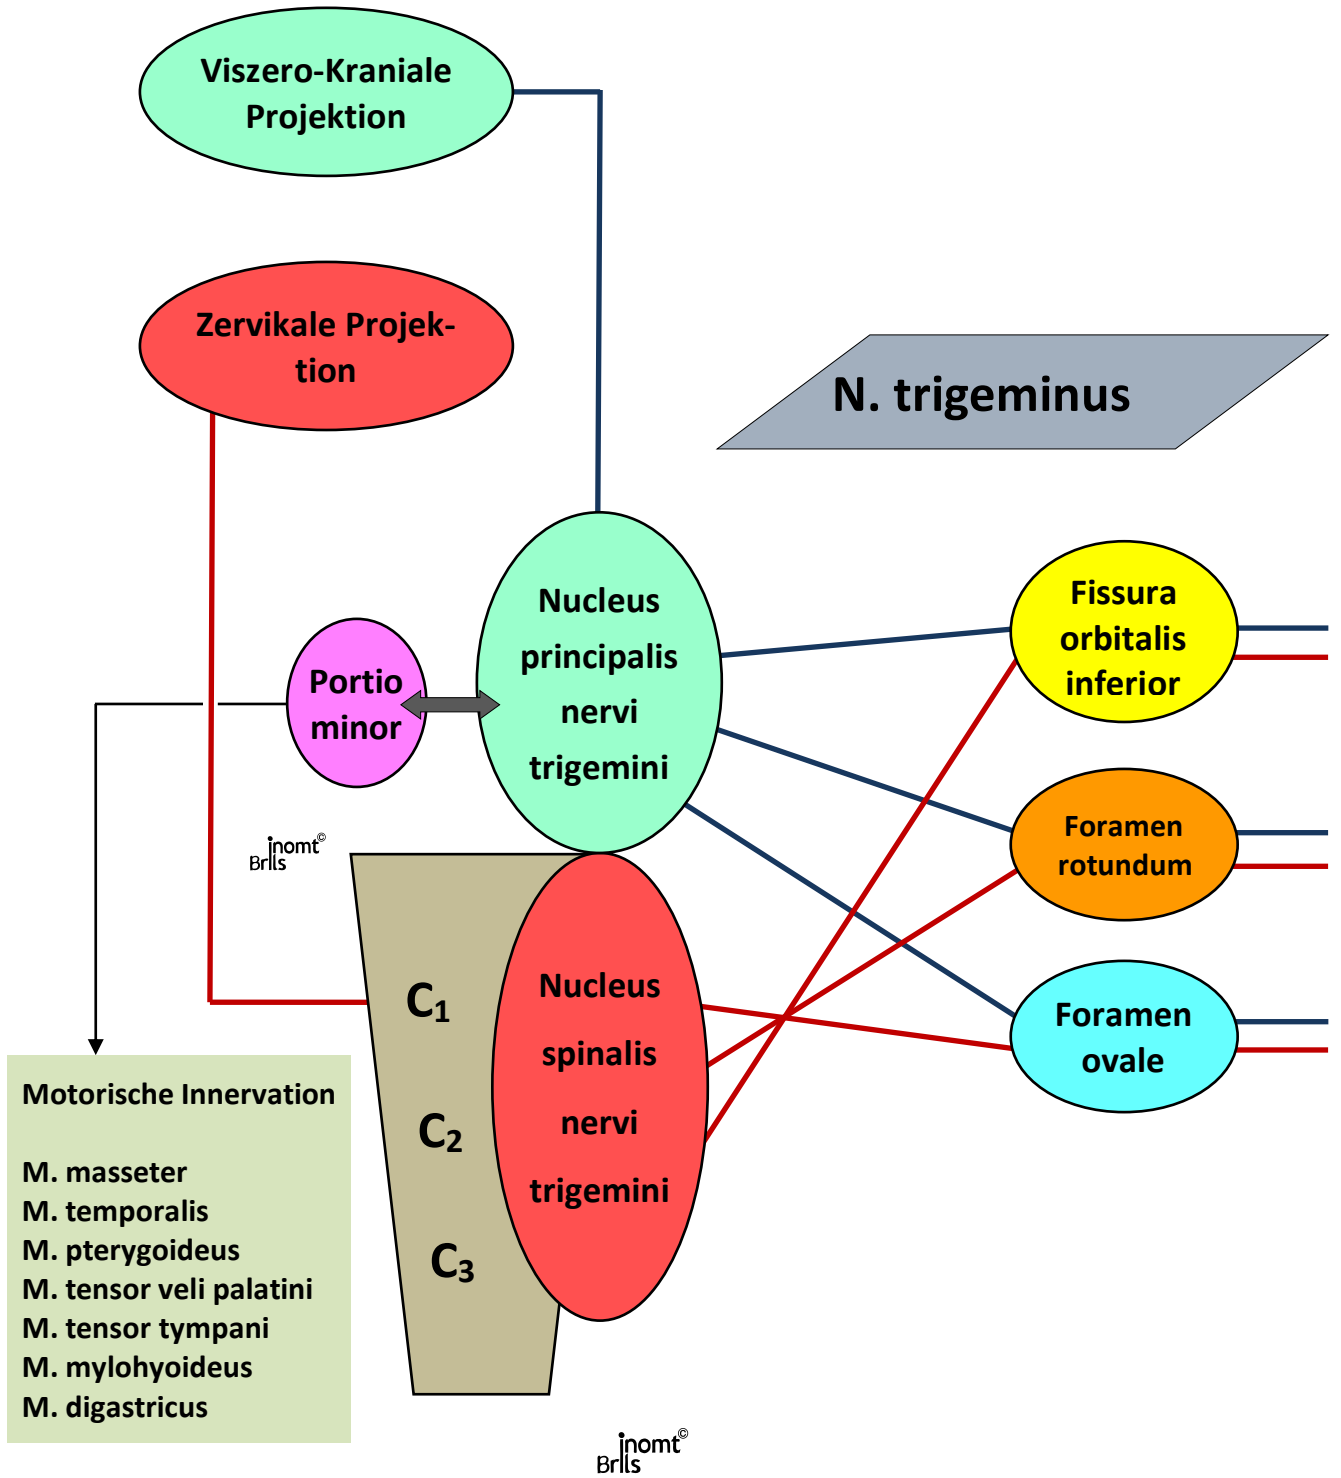 Viszero-Kraniale
Projektion
Zervikale Projek-
tion
N. trigeminus
Nucleus
principalis
nervi
trigemini
Portio
minor
Fissura
orbitalis
inferior
Foramen
rotundum
Foramen
ovale
Brils
inomt©
C1
C2
C3
Nucleus
spinalis
nervi
trigemini
Motorische Innervation
M. masseter
M. temporalis
M. pterygoideus
M. tensor veli palatini
M. tensor tympani
M. mylohyoideus
M. digastricus
Brils
inomt©